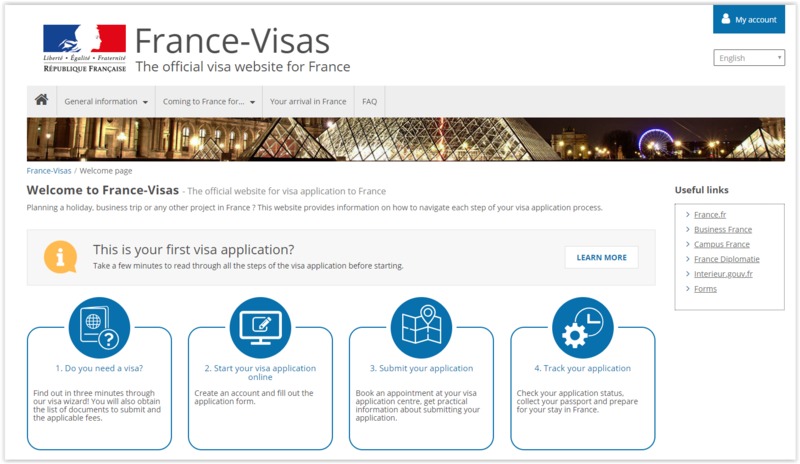 My account
France-Visas
The official visa website for France
Liberté • Égalité • Fraternité
RÉPUBLIQUE FRANÇAISE
English
General information
Coming to France for...
Your arrival in France
FAQ
France-Visas / Welcome page
Welcome to France-Visas - The official website for visa application to France
Planning a holiday, business trip or any other project in France ? This website provides information on how to navigate each step of your visa application process.
This is your first visa application?
Take a few minutes to read through all the steps of the visa application before starting.
LEARN MORE
1. Do you need a visa?
Find out in three minutes through
our visa wizard! You will also obtain
the list of documents to submit and
the applicable fees.
2. Start your visa application
online
Create an account and fill out the
application form.
3. Submit your application
Book an appointment at your visa
application centre, get practical
information about submitting your
application.
4. Track your application
Check your application status,
collect your passport and prepare
for your stay in France.
Useful links
France.fr
Business France
Campus France
France Diplomatie
Interieur.gouv.fr
Forms